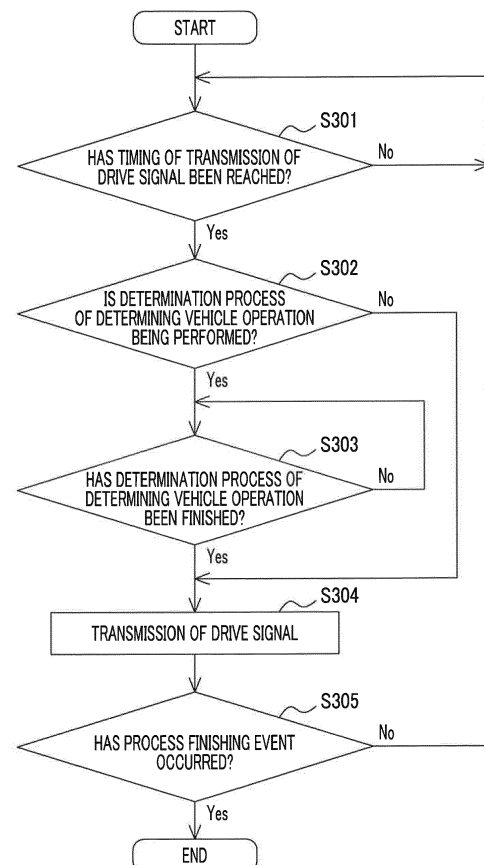 START
S301
HAS TIMING OF TRANSMISSION OF
DRIVE SIGNAL BEEN REACHED?
No
Yes
S302
IS DETERMINATION PROCESS
OF DETERMINING VEHICLE OPERATION
BEING PERFORMED?
No
Yes
S303
HAS DETERMINATION PROCESS OF
DETERMINING VEHICLE OPERATION
BEEN FINISHED?
No
Yes
S304
TRANSMISSION OF DRIVE SIGNAL
S305
HAS PROCESS FINISHING EVENT
OCCURRED?
No
Yes
END